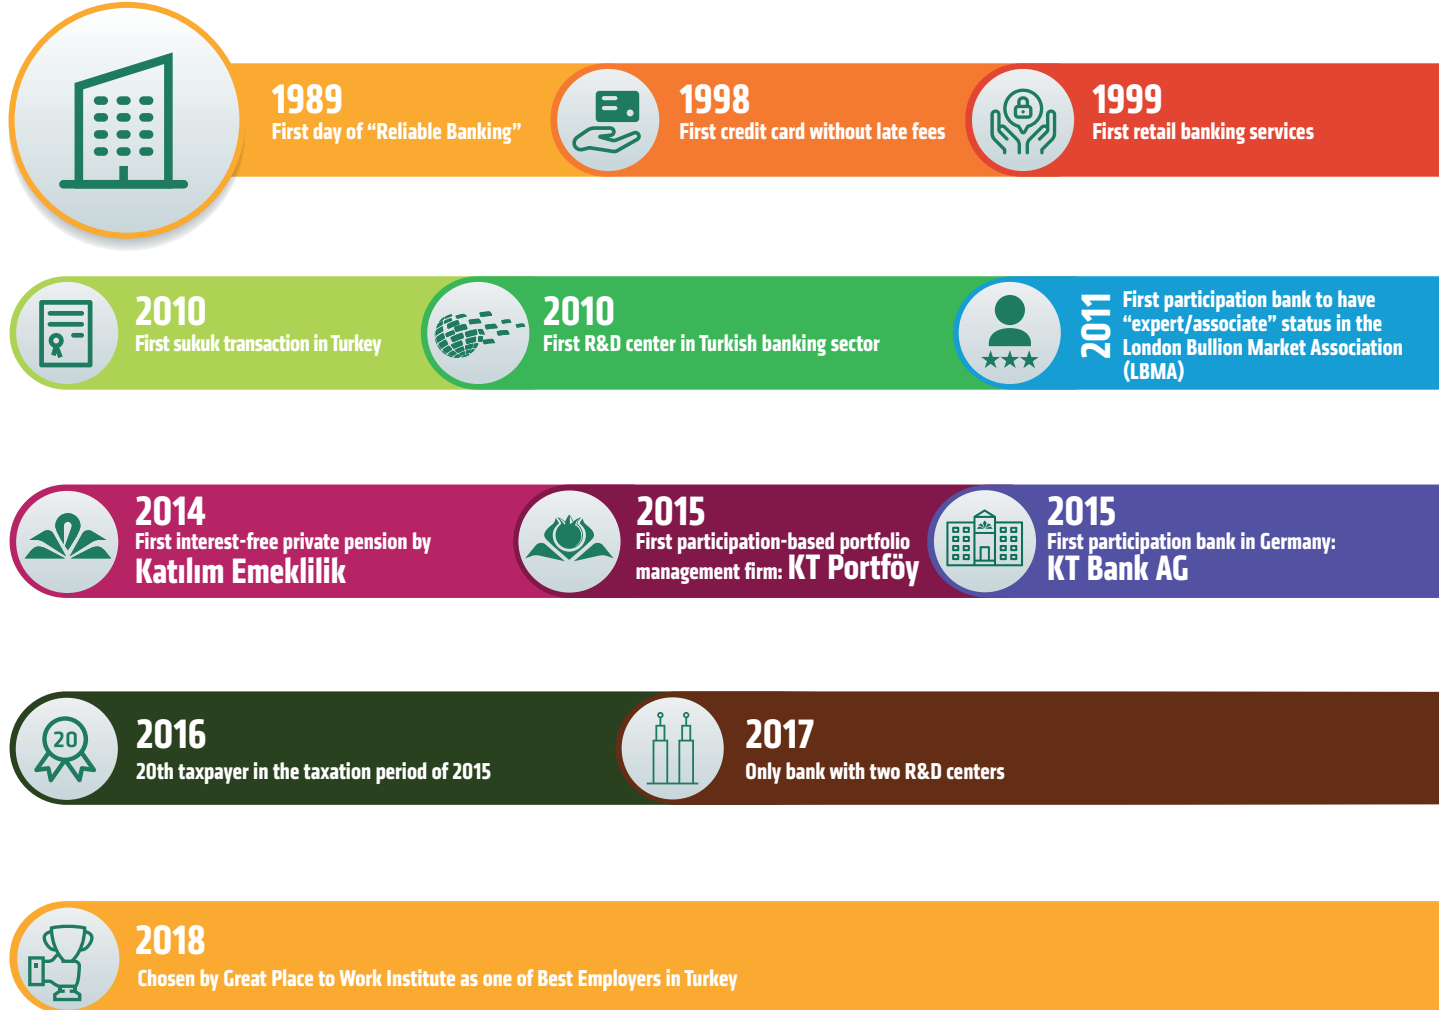 1989
First day of “Reliable Banking”
1998
First credit card without late fees
1999
First retail banking services
2010
First sukuk transaction in Turkey
2010
First R&D center in Turkish banking sector
2011
First participation bank to have
“expert/associate” status in the
London Bullion Market Association
(LBMA)
2014
First interest-free private pension by
Katılım Emeklilik
2015
First participation-based portfolio
management firm: KT Portföy
2015
First participation bank in Germany:
KT Bank AG
20
2016
20th taxpayer in the taxation period of 2015
2017
Only bank with two R&D centers
2018
Chosen by Great Place to Work Institute as one of Best Employers in Turkey